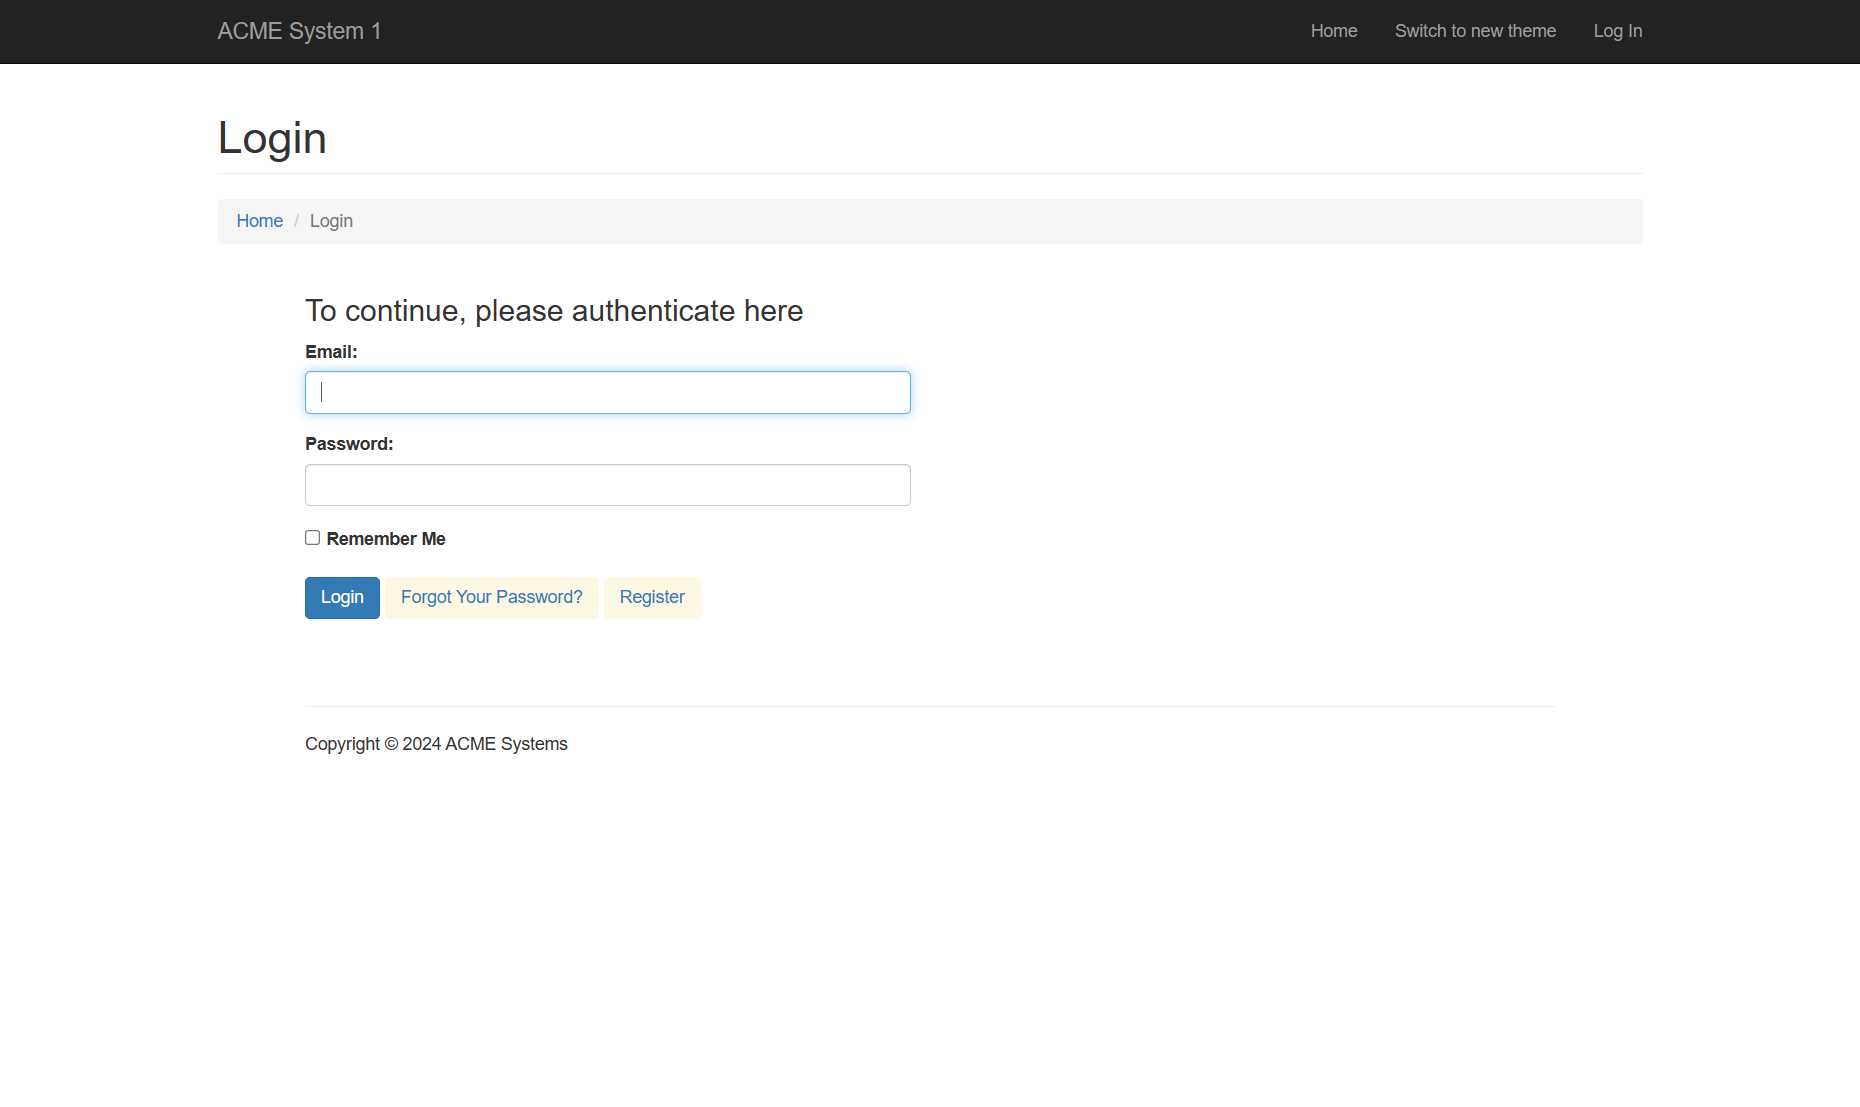 ACME System 1 Home Switch to new theme Log In
Login
Home / Login
To continue, please authenticate here
Email:
Password:
Remember Me
Login Forgot Your Password? Register
Copyright © 2024 ACME Systems